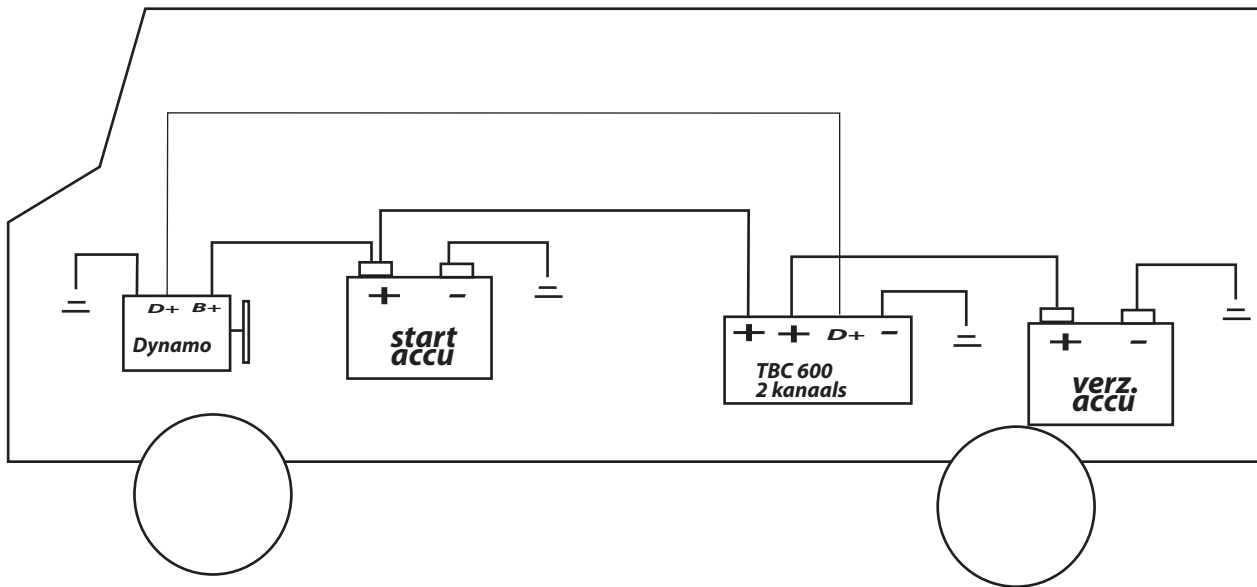 D+ B+
Dynamo
+ -
start
accu
+ + D+ -
TBC 600
2 kanaals
+ -
verz.
accu